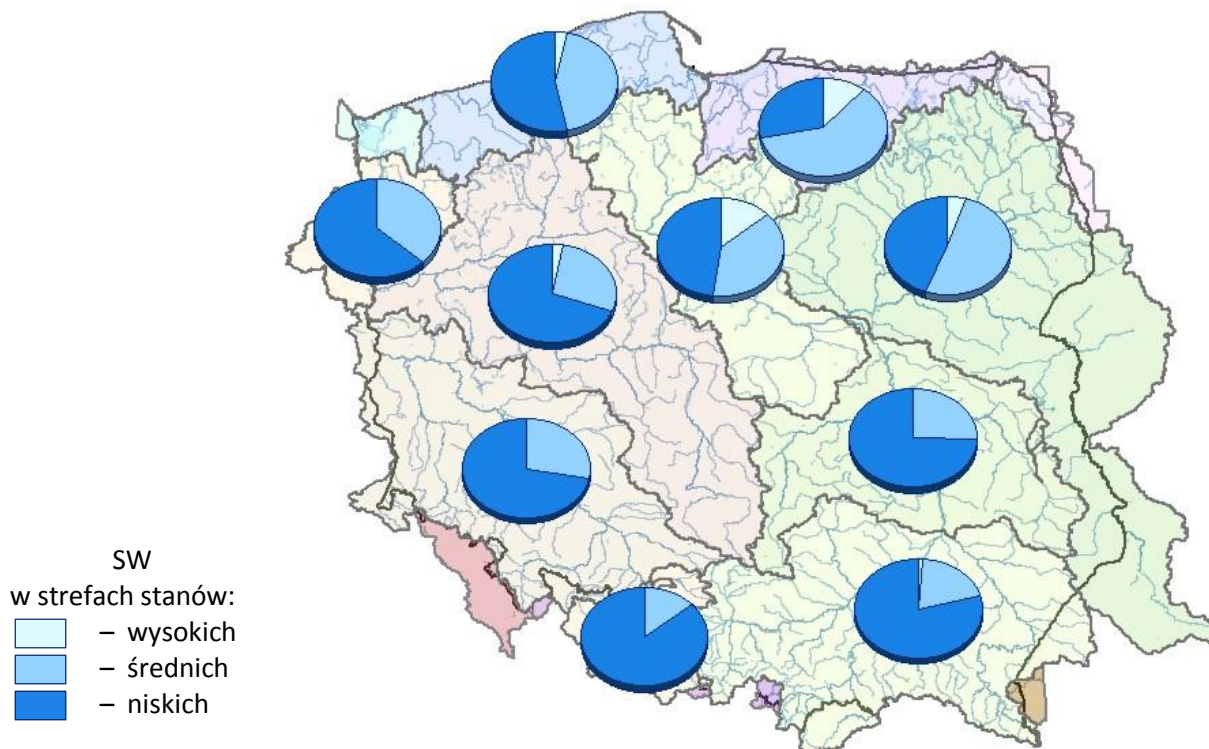 SW
w strefach stanów:
– wysokich
– średnich
– niskich